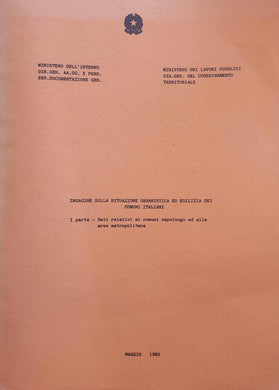 MINISTERO DELL'INTERNO
DIR.GEN. AA.GG. E PERS.
SER.DOCUMENTAZIONE GEN.
MINISTERO DEI LAVORI PUBBLICI
DIR.GEN. DEL COORDINAMENTO
TERRITORIALE
INDAGINE SULLA SITUAZIONE URBANISTICA ED EDILIZIA DEI
COMUNI ITALIANI
I parte - Dati relativi ai comuni capoluogo ed alle
aree metropolitane
MAGGIO 1982